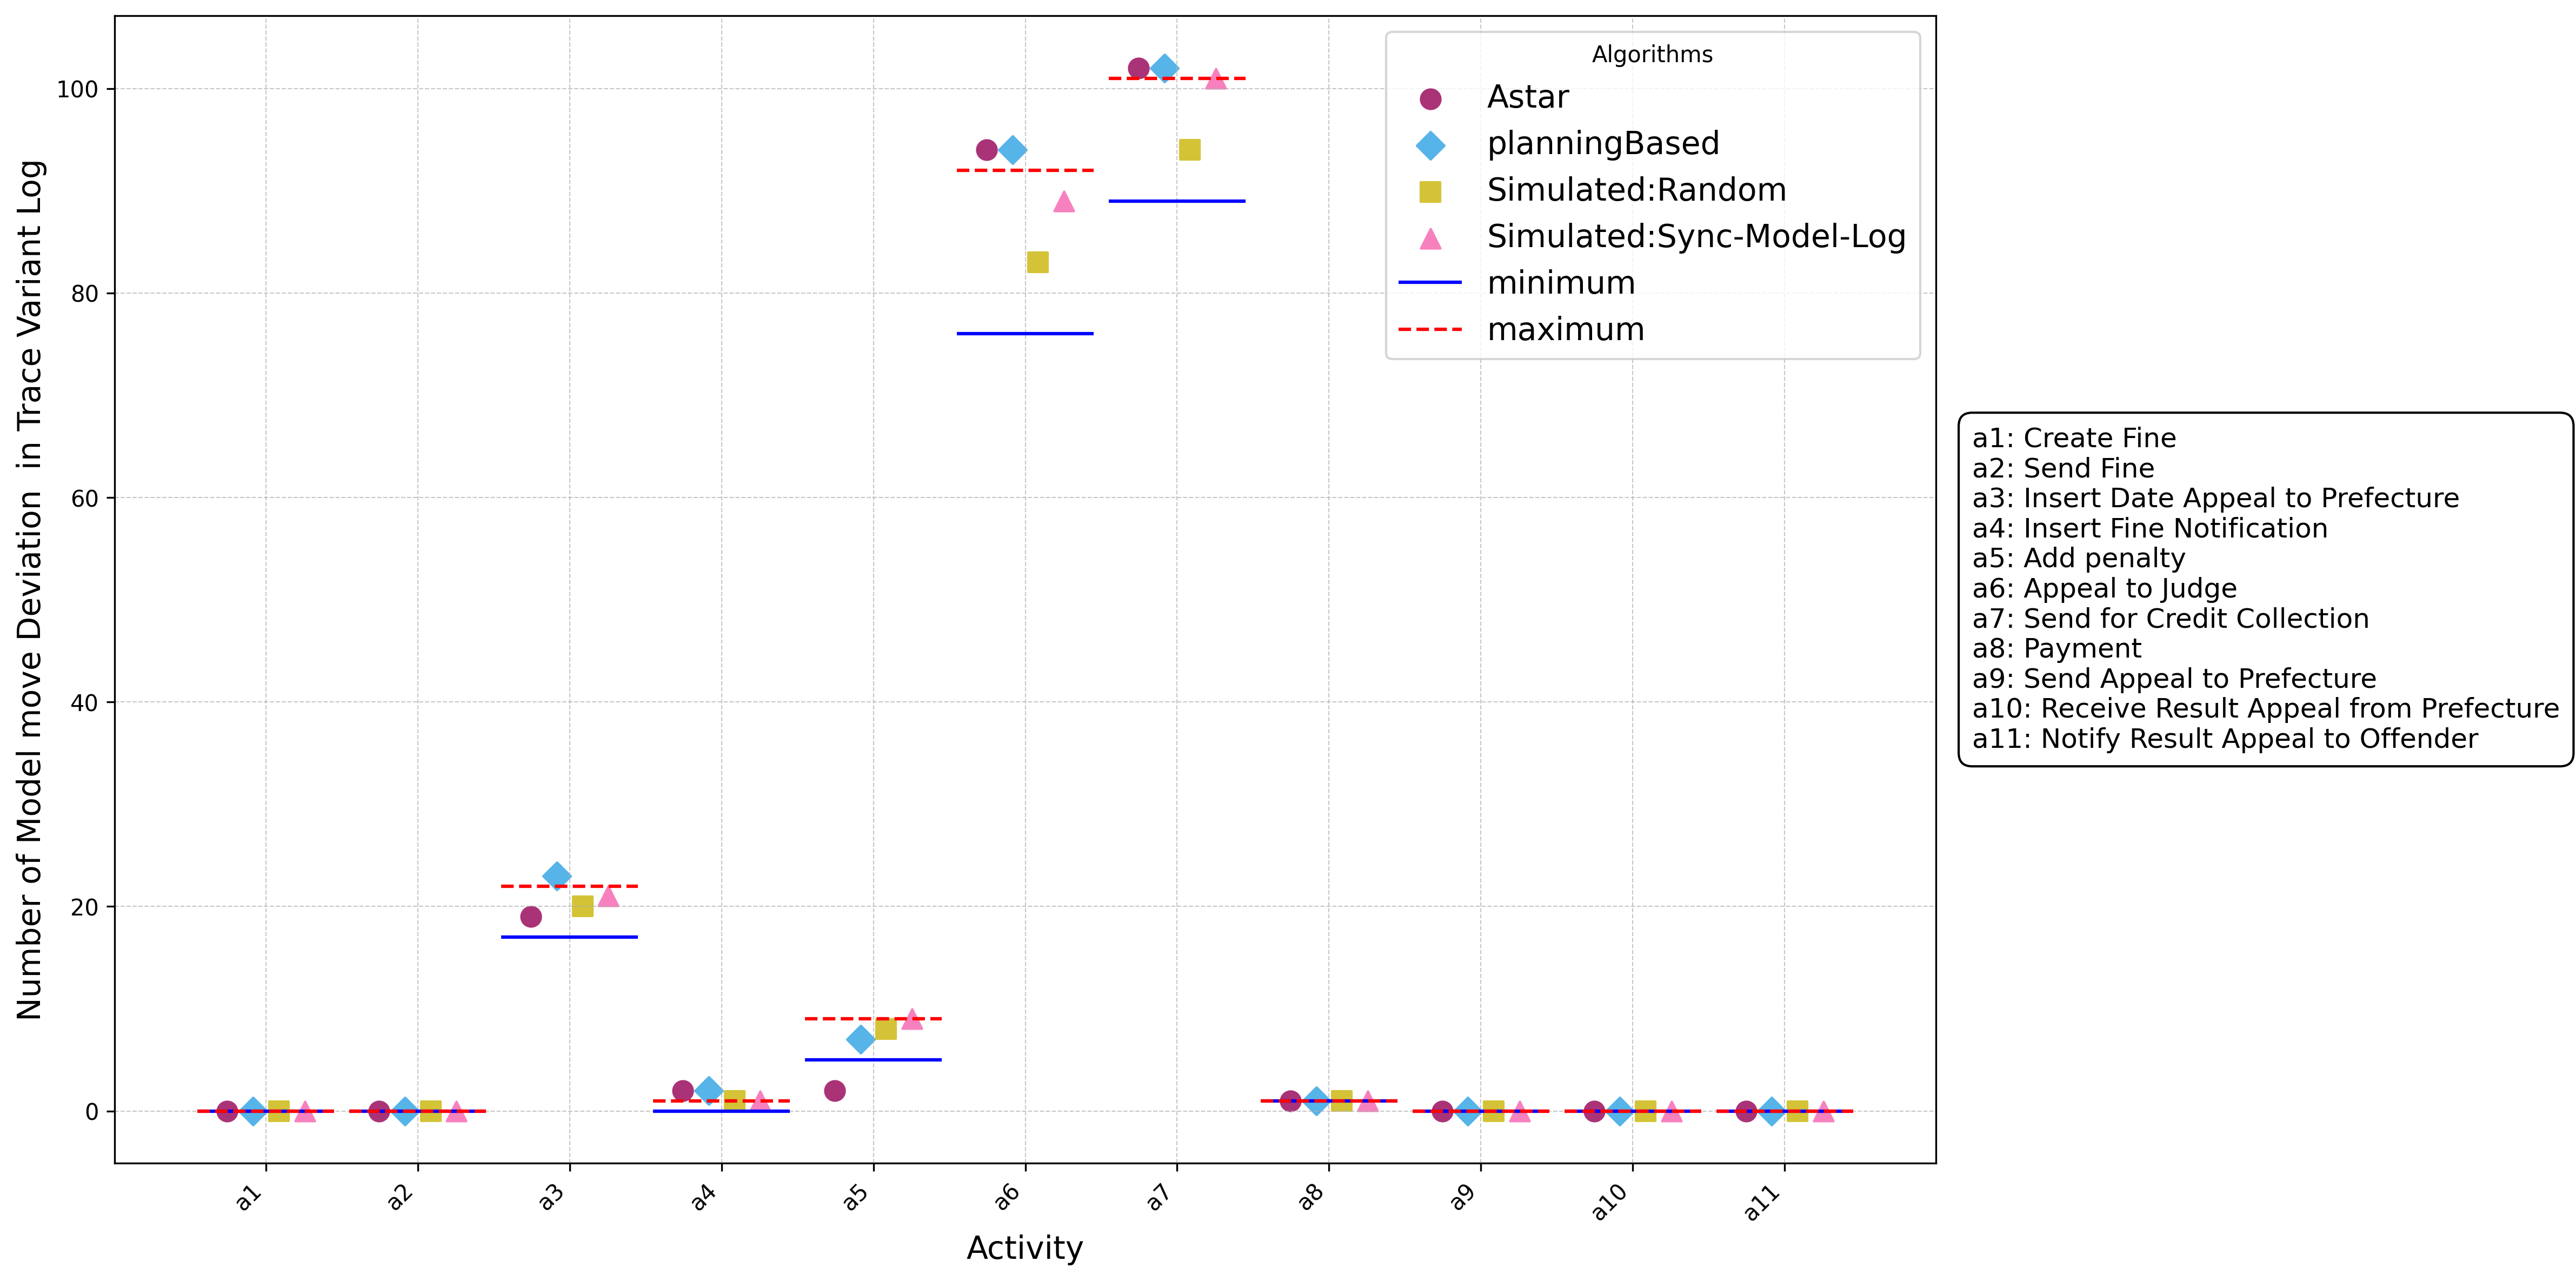 Number of Model move Deviation  in Trace Variant Log
100
80
60
40
20
0
Algorithms
Astar
planningBased
Simulated:Random
Simulated:Sync-Model-Log
minimum
maximum
a1: Create Fine
a2: Send Fine
a3: Insert Date Appeal to Prefecture
a4: Insert Fine Notification
a5: Add penalty
a6: Appeal to Judge
a7: Send for Credit Collection
a8: Payment
a9: Send Appeal to Prefecture
a10: Receive Result Appeal from Prefecture
a11: Notify Result Appeal to Offender
a1 a2 a3 a4 a5 a6 a7 a8 a9 a10 a11
Activity